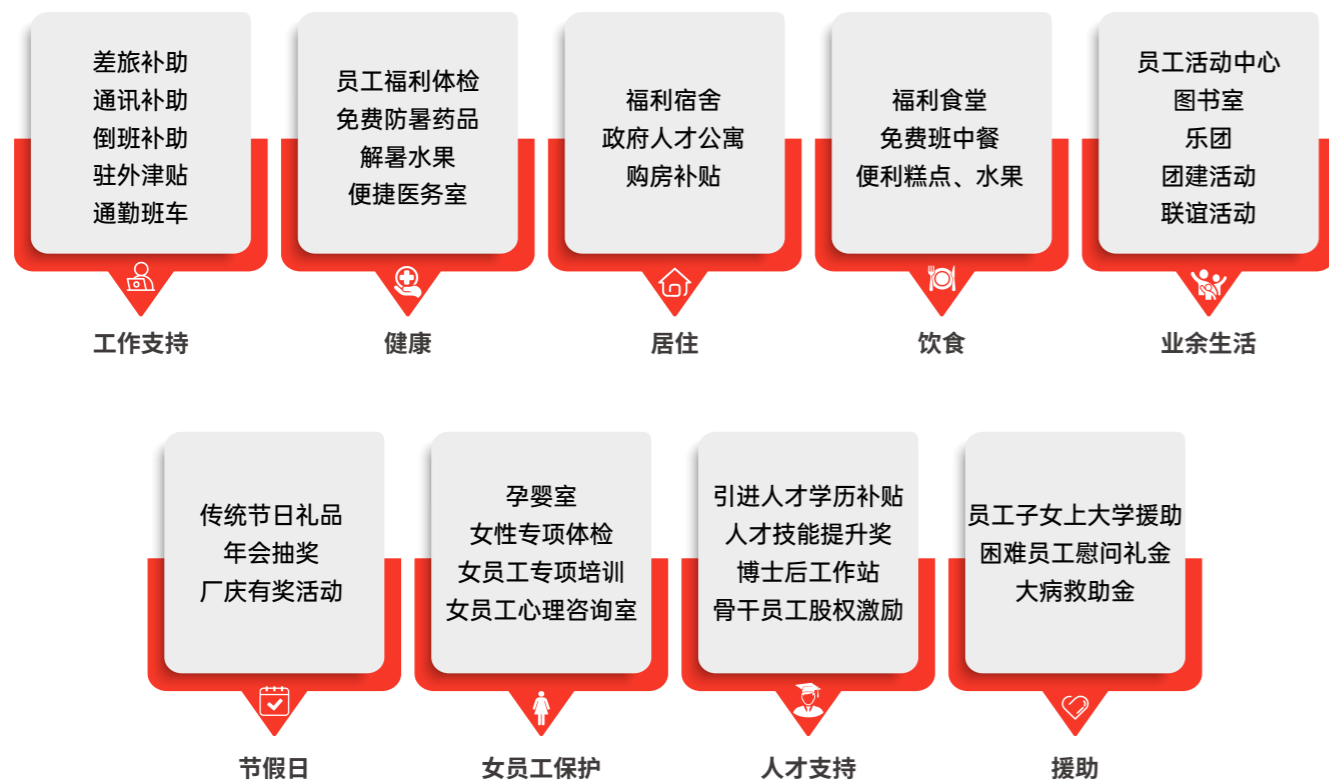 差旅补助
通讯补助
倒班补助
驻外津贴
通勤班车
工作支持
员工福利体检
免费防暑药品
解暑水果
便捷医务室
健康
福利宿舍
政府人才公寓
购房补贴
居住
福利食堂
免费班中餐
便利糕点、水果
饮食
员工活动中心
图书室
乐团
团建活动
联谊活动
业余生活
传统节日礼品
年会抽奖
厂庆有奖活动
节假日
孕婴室
女性专项体检
女员工专项培训
女员工心理咨询室
女员工保护
引进人才学历补贴
人才技能提升奖
博士后工作站
骨干员工股权激励
人才支持
员工子女上大学援助
困难员工慰问礼金
大病救助金
援助